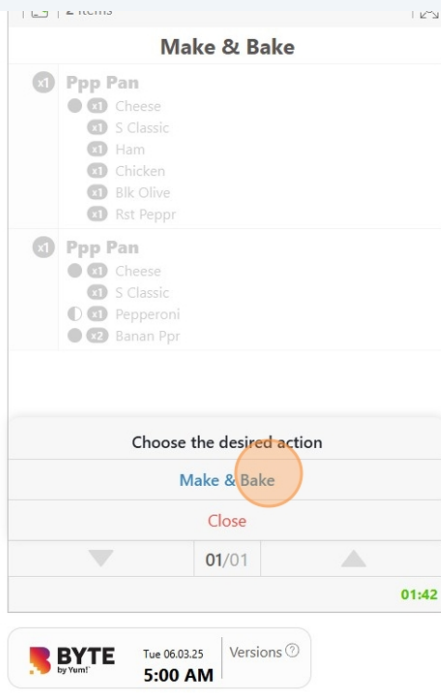 2 Items
Make & Bake
x1 Ppp Pan
x1 Cheese
x1 S Classic
x1 Ham
x1 Chicken
x1 Blk Olive
x1 Rst Peppr
x1 Ppp Pan
x1 Cheese
x1 S Classic
x1 Pepperoni
x2 Banan Ppr
Choose the desired action
Make & Bake
Close
01/01
01:42
BYTE
by Yum!
Tue 06.03.25
5:00 AM
Versions ?